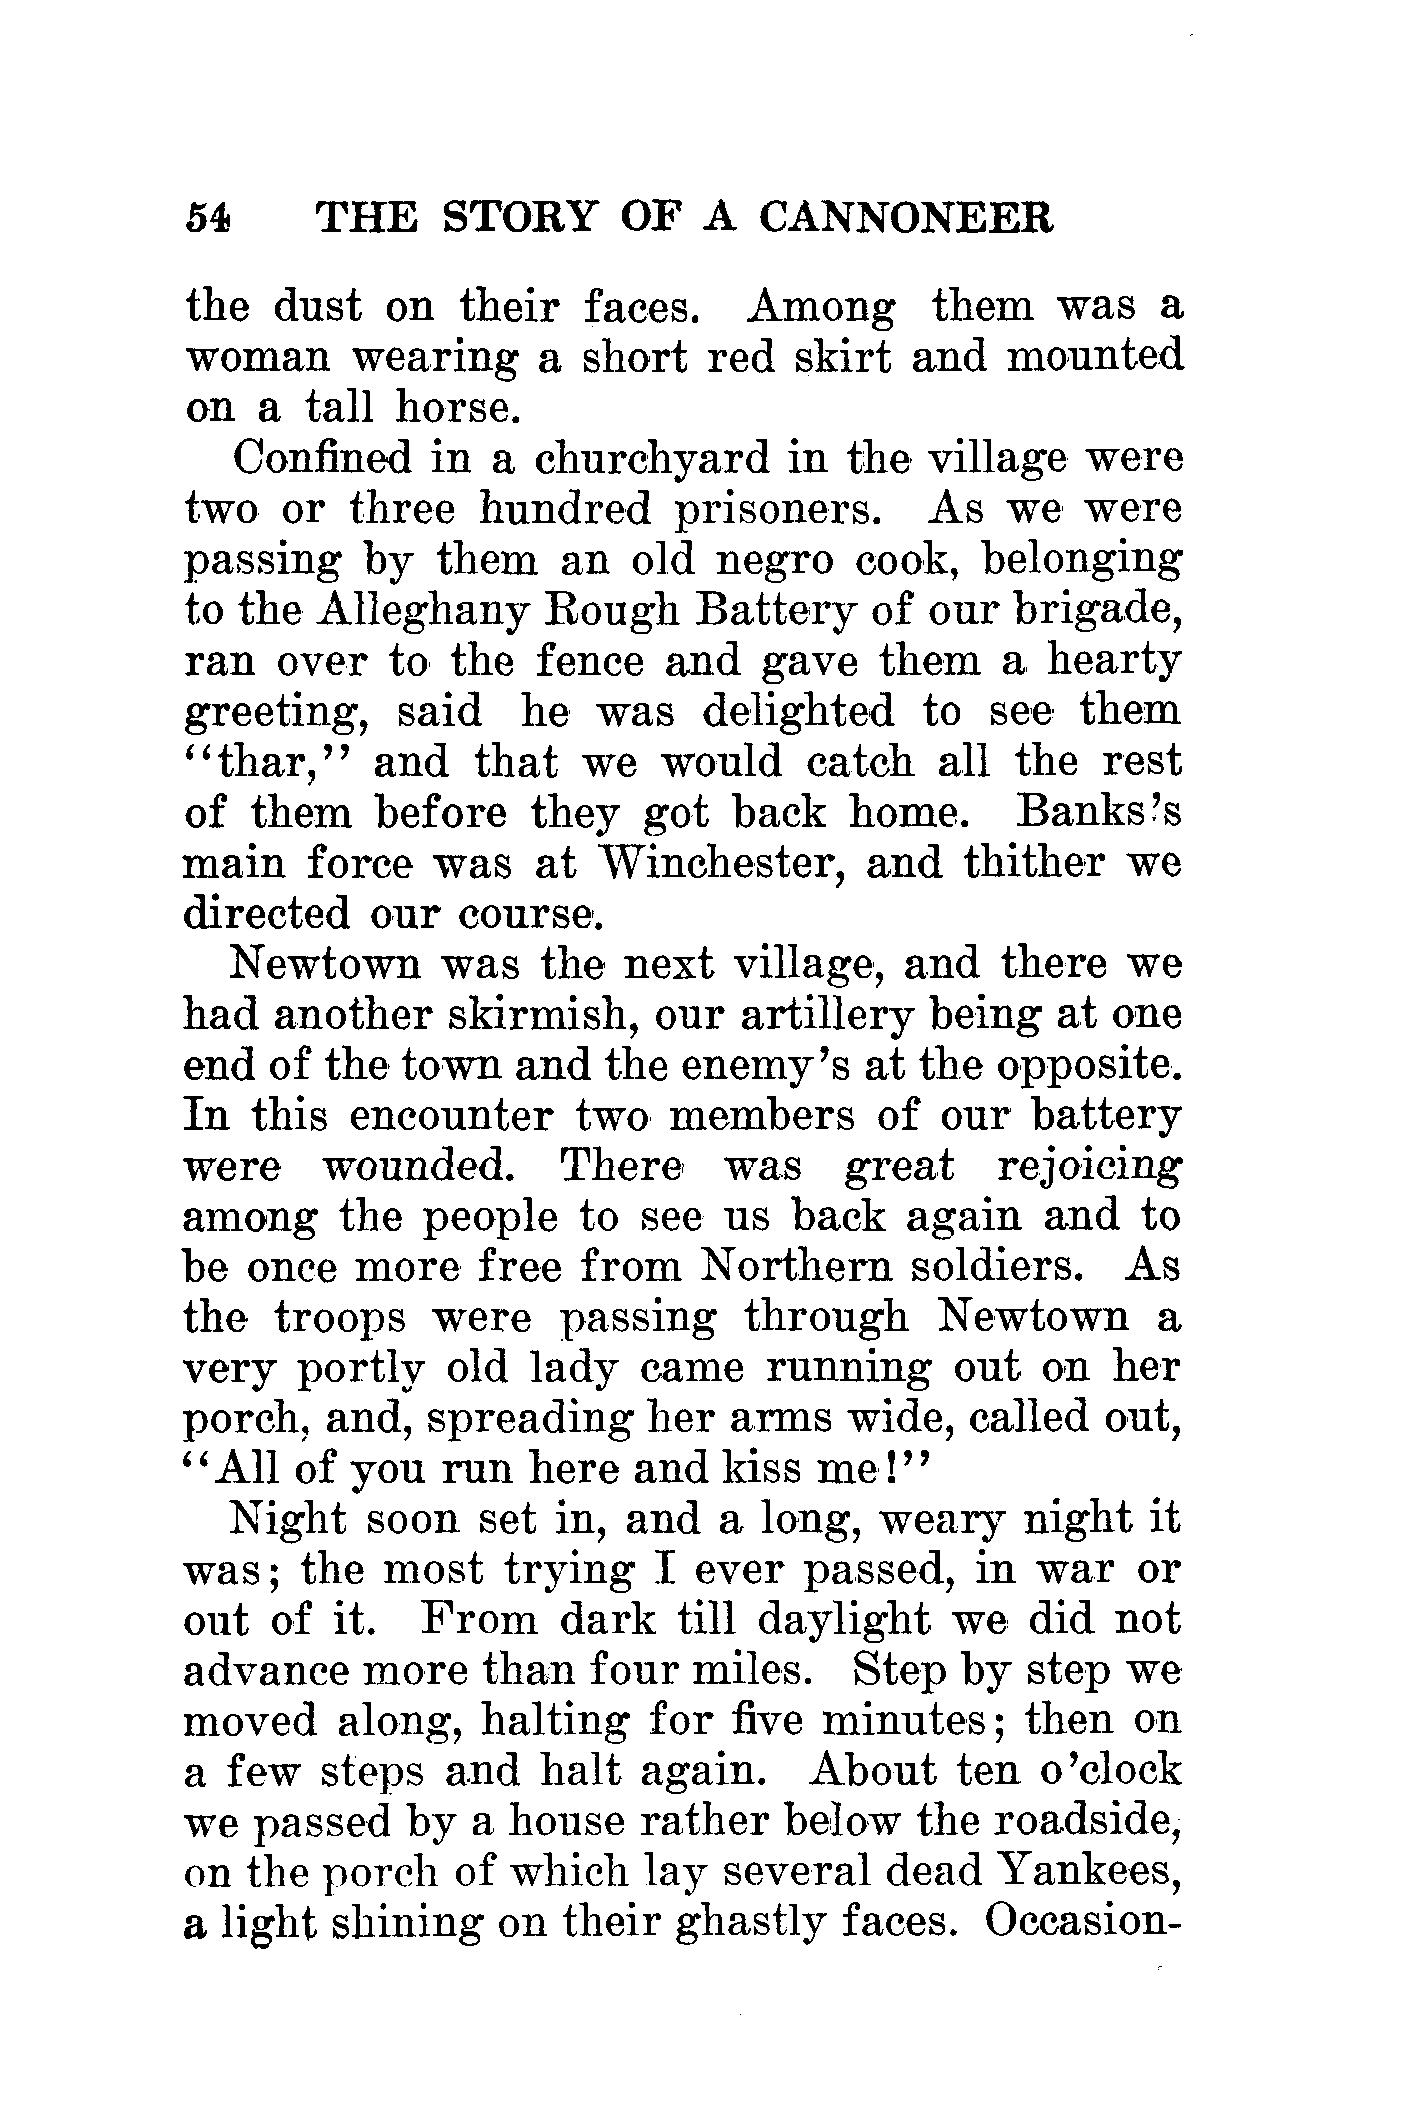 54 THE STORY OF A CANNONEER
the dust on their faces. Among them was a
woman wearing a short red skirt and mounted
on a tall horse.
Confined in a churchyard in the village were
two or three hundred prisoners. As we were
passing by them an old negro cook, belonging
to the Alleghany Rough Battery of our brigade,
ran over to the fence and gave them a hearty
greeting, said he was delighted to see them
"thar," and that we would catch all the rest
of them before they got back home. Banks's
main force was at Winchester, and thither we
directed our course.
Newtown was the next village, and there we
had another skirmish, our artillery being at one
end of the town and the enemy's at the opposite.
In this encounter two members of our battery
were wounded. There was great rejoicing
among the people to see us back again and to
be once more free from Northern soldiers. As
the troops were passing through Newtown a
very portly old lady came running out on her
porch, and, spreading her arms wide, called out,
"All of you run here and kiss me!"
Night soon set in, and a long, weary night it
was; the most trying I ever passed, in war or
out of it. From dark till daylight we did not
advance more than four miles. Step by step we
moved along, halting for five minutes; then on
a few steps and halt again. About ten o'clock
we passed by a house rather below the roadside,
on the porch of which lay several dead Yankees,
a light shining on their ghastly faces. Occasion-